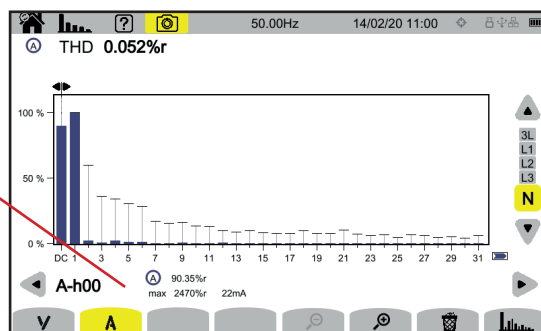 ? 50.00Hz 14/02/20 11:00
A THD 0.052%r
100 %
50 %
0 %
DC 1 3 5 7 9 11 13 15 17 19 21 23 25 27 29 31
3L
L1
L2
L3
N
A-h00 A 90.35%r
max 2470%r 22mA
V A